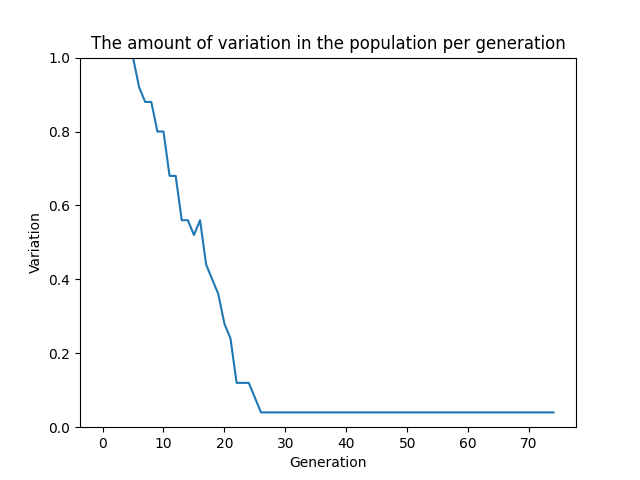 The amount of variation in the population per generation
1.0
0.8
0.6
0.4
0.2
0.0
Variation
0 10 20 30 40 50 60 70
Generation